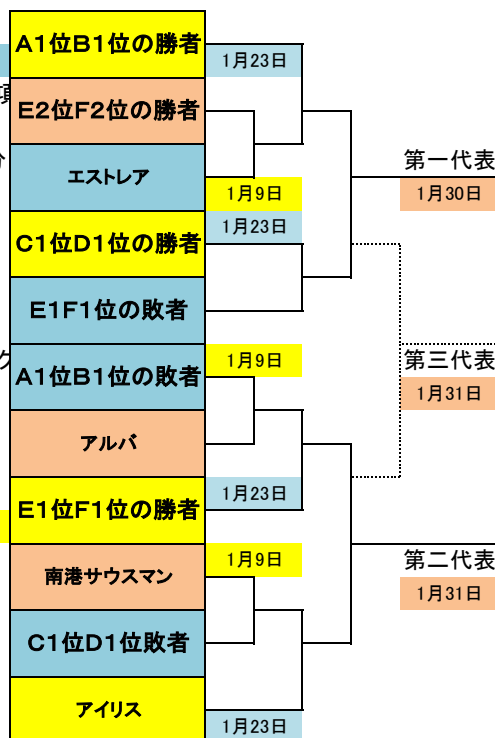 A1位B1位の勝者
1月23日
E2位F2位の勝者
エストレア
第一代表
1月9日
1月30日
C1位D1位の勝者
1月23日
E1F1位の敗者
A1位B1位の敗者
1月9日
第三代表
1月31日
アルバ
E1位F1位の勝者
1月23日
南港サウスマン
1月9日
第二代表
1月31日
C1位D1位敗者
アイリス
1月23日